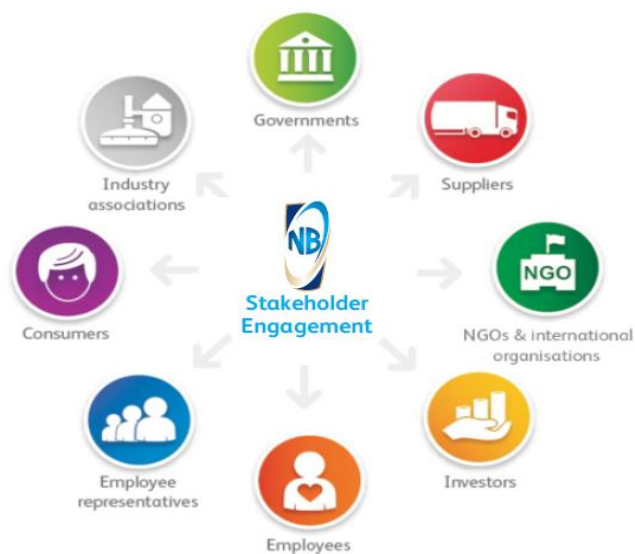 Governments
Industry
associations
Suppliers
NB
Stakeholder
Engagement
Consumers
NGO
NGOs & international
organisations
Employee
representatives
Investors
Employees